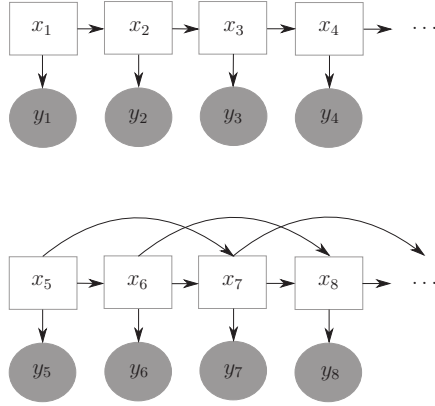 x₁ x₂ x₃ x₄ ⋯
y₁ y₂ y₃ y₄
x₅ x₆ x₇ x₈ ⋯
y₅ y₆ y₇ y₈